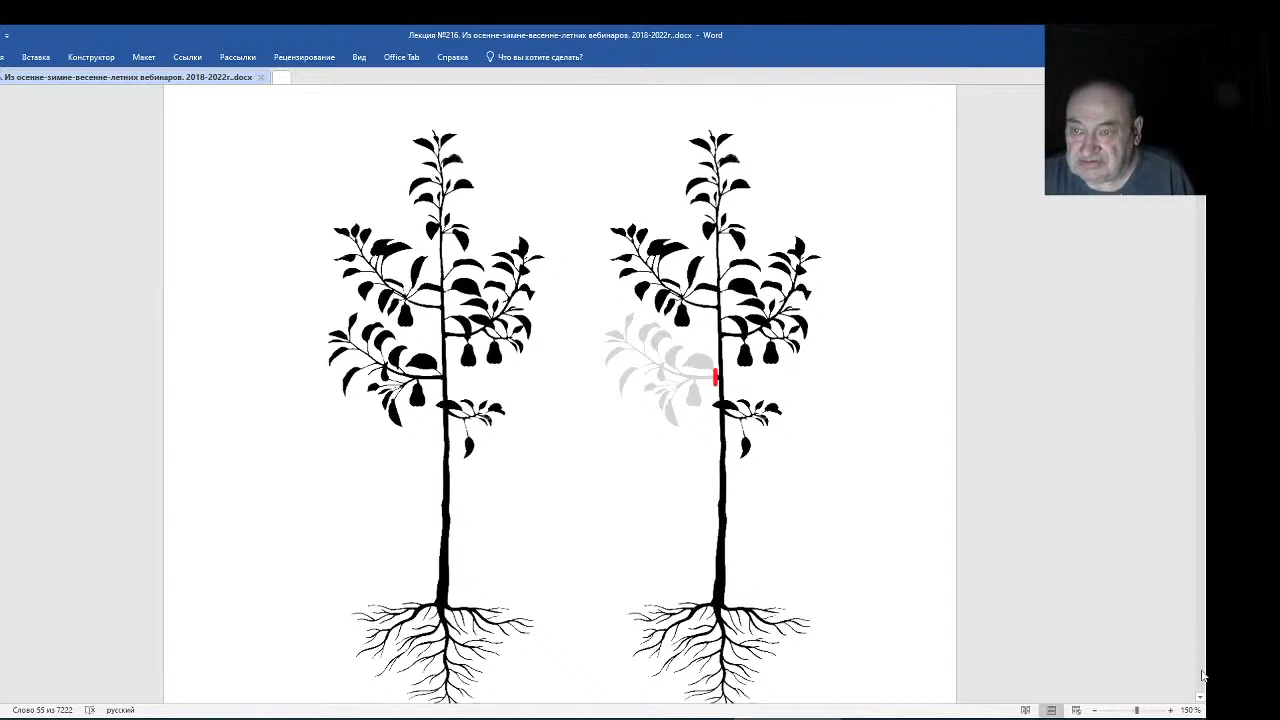 Лекция №216. Из осенне-зимне-весенне-летних вебинаров. 2018-2022г..docx - Word
Вставка Конструктор Макет Ссылки Рассылки Рецензирование Вид Office Tab Справка Что вы хотите сделать?
. Из осенне-зимне-весенне-летних вебинаров. 2018-2022г..docx
Слово 55 из 7222 русский 150 %